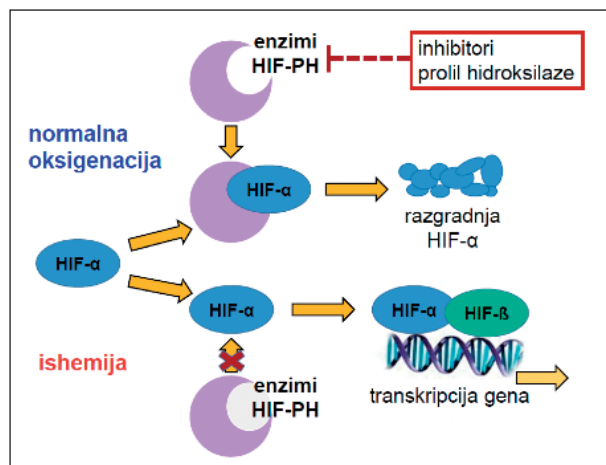 enzimi
HIF-PH
inhibitori
prolil hidroksilaze
normalna
oksigenacija
HIF-α
razgradnja
HIF-α
HIF-α
HIF-α
HIF-α
HIF-ß
ishemija
enzimi
HIF-PH
transkripcija gena